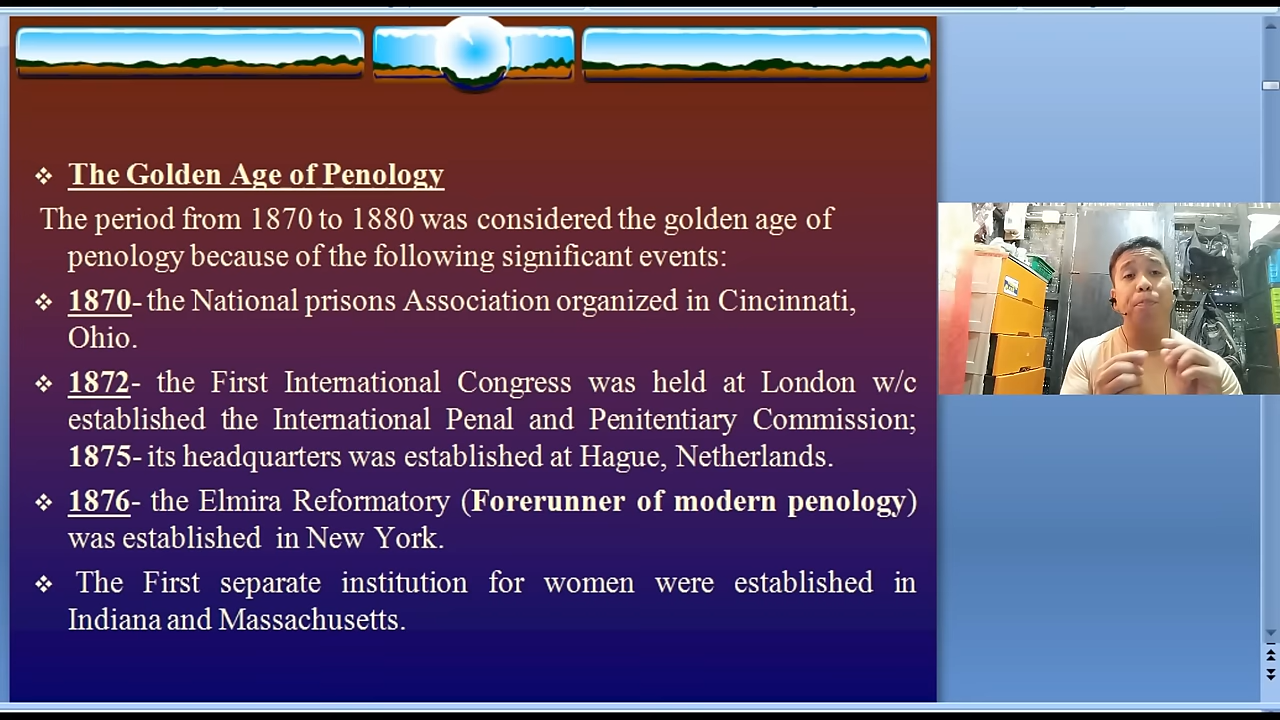 ❖ The Golden Age of Penology
The period from 1870 to 1880 was considered the golden age of
penology because of the following significant events:
❖ 1870- the National prisons Association organized in Cincinnati,
Ohio.
❖ 1872- the First International Congress was held at London w/c
established the International Penal and Penitentiary Commission;
1875- its headquarters was established at Hague, Netherlands.
❖ 1876- the Elmira Reformatory (Forerunner of modern penology)
was established in New York.
❖ The First separate institution for women were established in
Indiana and Massachusetts.